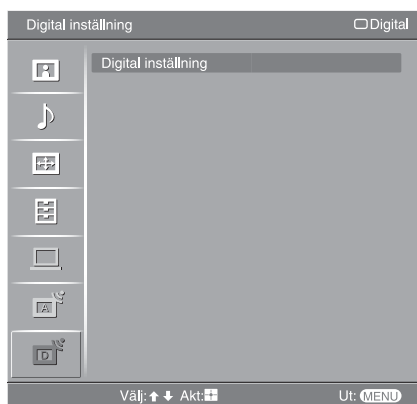 Digital inställning Digital
Digital inställning
A
D
Välj: Akt: Ut: MENU